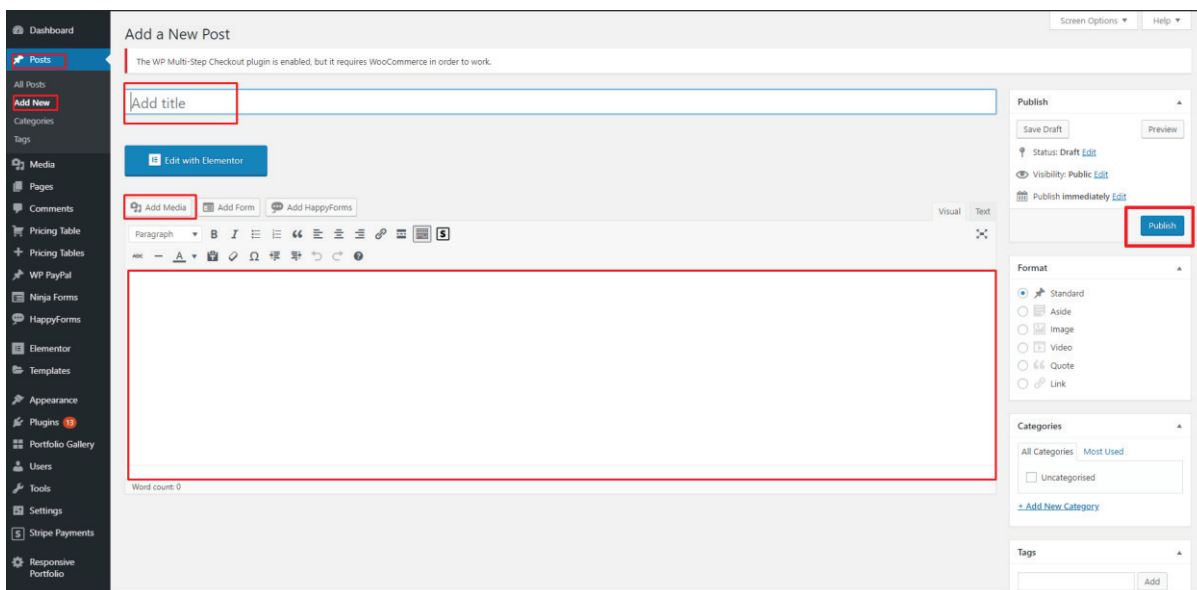 Dashboard
Posts
All Posts
Add New
Categories
Tags
Media
Pages
Comments
Pricing Table
Pricing Tables
WP PayPal
Ninja Forms
HappyForms
Elementor
Templates
Appearance
Plugins 13
Portfolio Gallery
Users
Tools
Settings
S Stripe Payments
Responsive
Portfolio
Screen Options ▼ Help ▼
Add a New Post
The WP Multi-Step Checkout plugin is enabled, but it requires WooCommerce in order to work.
Add title
Edit with Elementor
Add Media Add Form Add HappyForms
Visual Text
Paragraph B I S
ABC A Ω
Word count: 0
Publish
Save Draft Preview
Status: Draft Edit
Visibility: Public Edit
Publish immediately Edit
Publish
Format
Standard
Aside
Image
Video
Quote
Link
Categories
All Categories Most Used
Uncategorised
+ Add New Category
Tags
Add